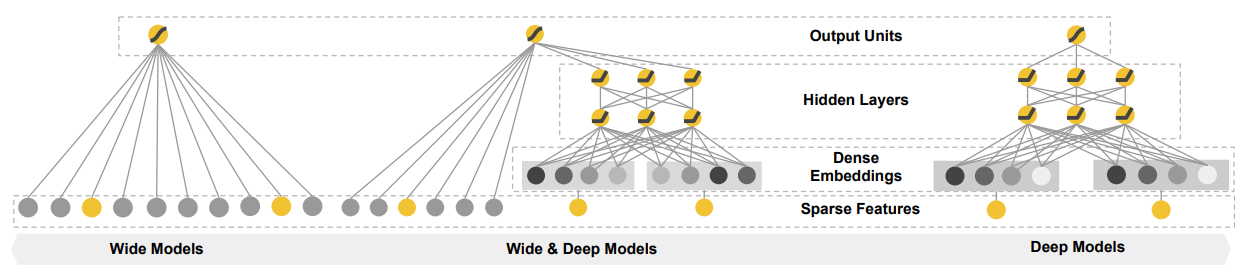 Output Units
Hidden Layers
Dense
Embeddings
Sparse Features
Wide Models
Wide & Deep Models
Deep Models